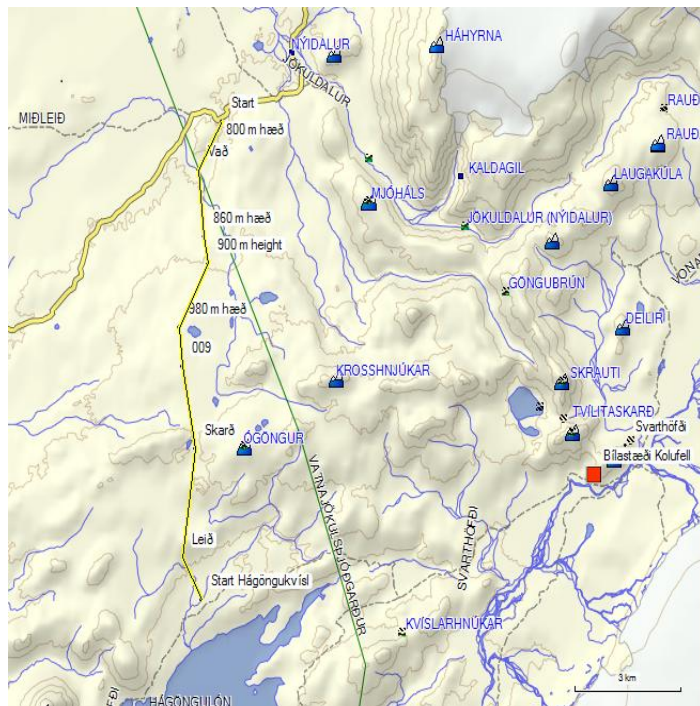 HÁHYRNA
NÝIDALUR
JÖKULDALUR
Start
MIÐLEIÐ
800 m hæð
Vað
KALDAGIL
LAUGAKÚLA
MJÓHÁLS
860 m hæð
JÖKULDALUR (NÝIDALUR)
900 m height
GÖNGUBRÚN
980 m hæð
DEILIR
009
KROSSHNJÚKAR
SKRAUTI
TVÍLITASKARÐ
Skarð
ÓGÖNGUR
Svarthöfði
Bílastæði Kolufell
VATNAJÖKULSÞJÓÐGARÐUR
SVARTHÖFÐI
Leið
Start Hágöngukvísl
KVÍSLARHNÚKAR
HÁGÖNGULÓN
3 km